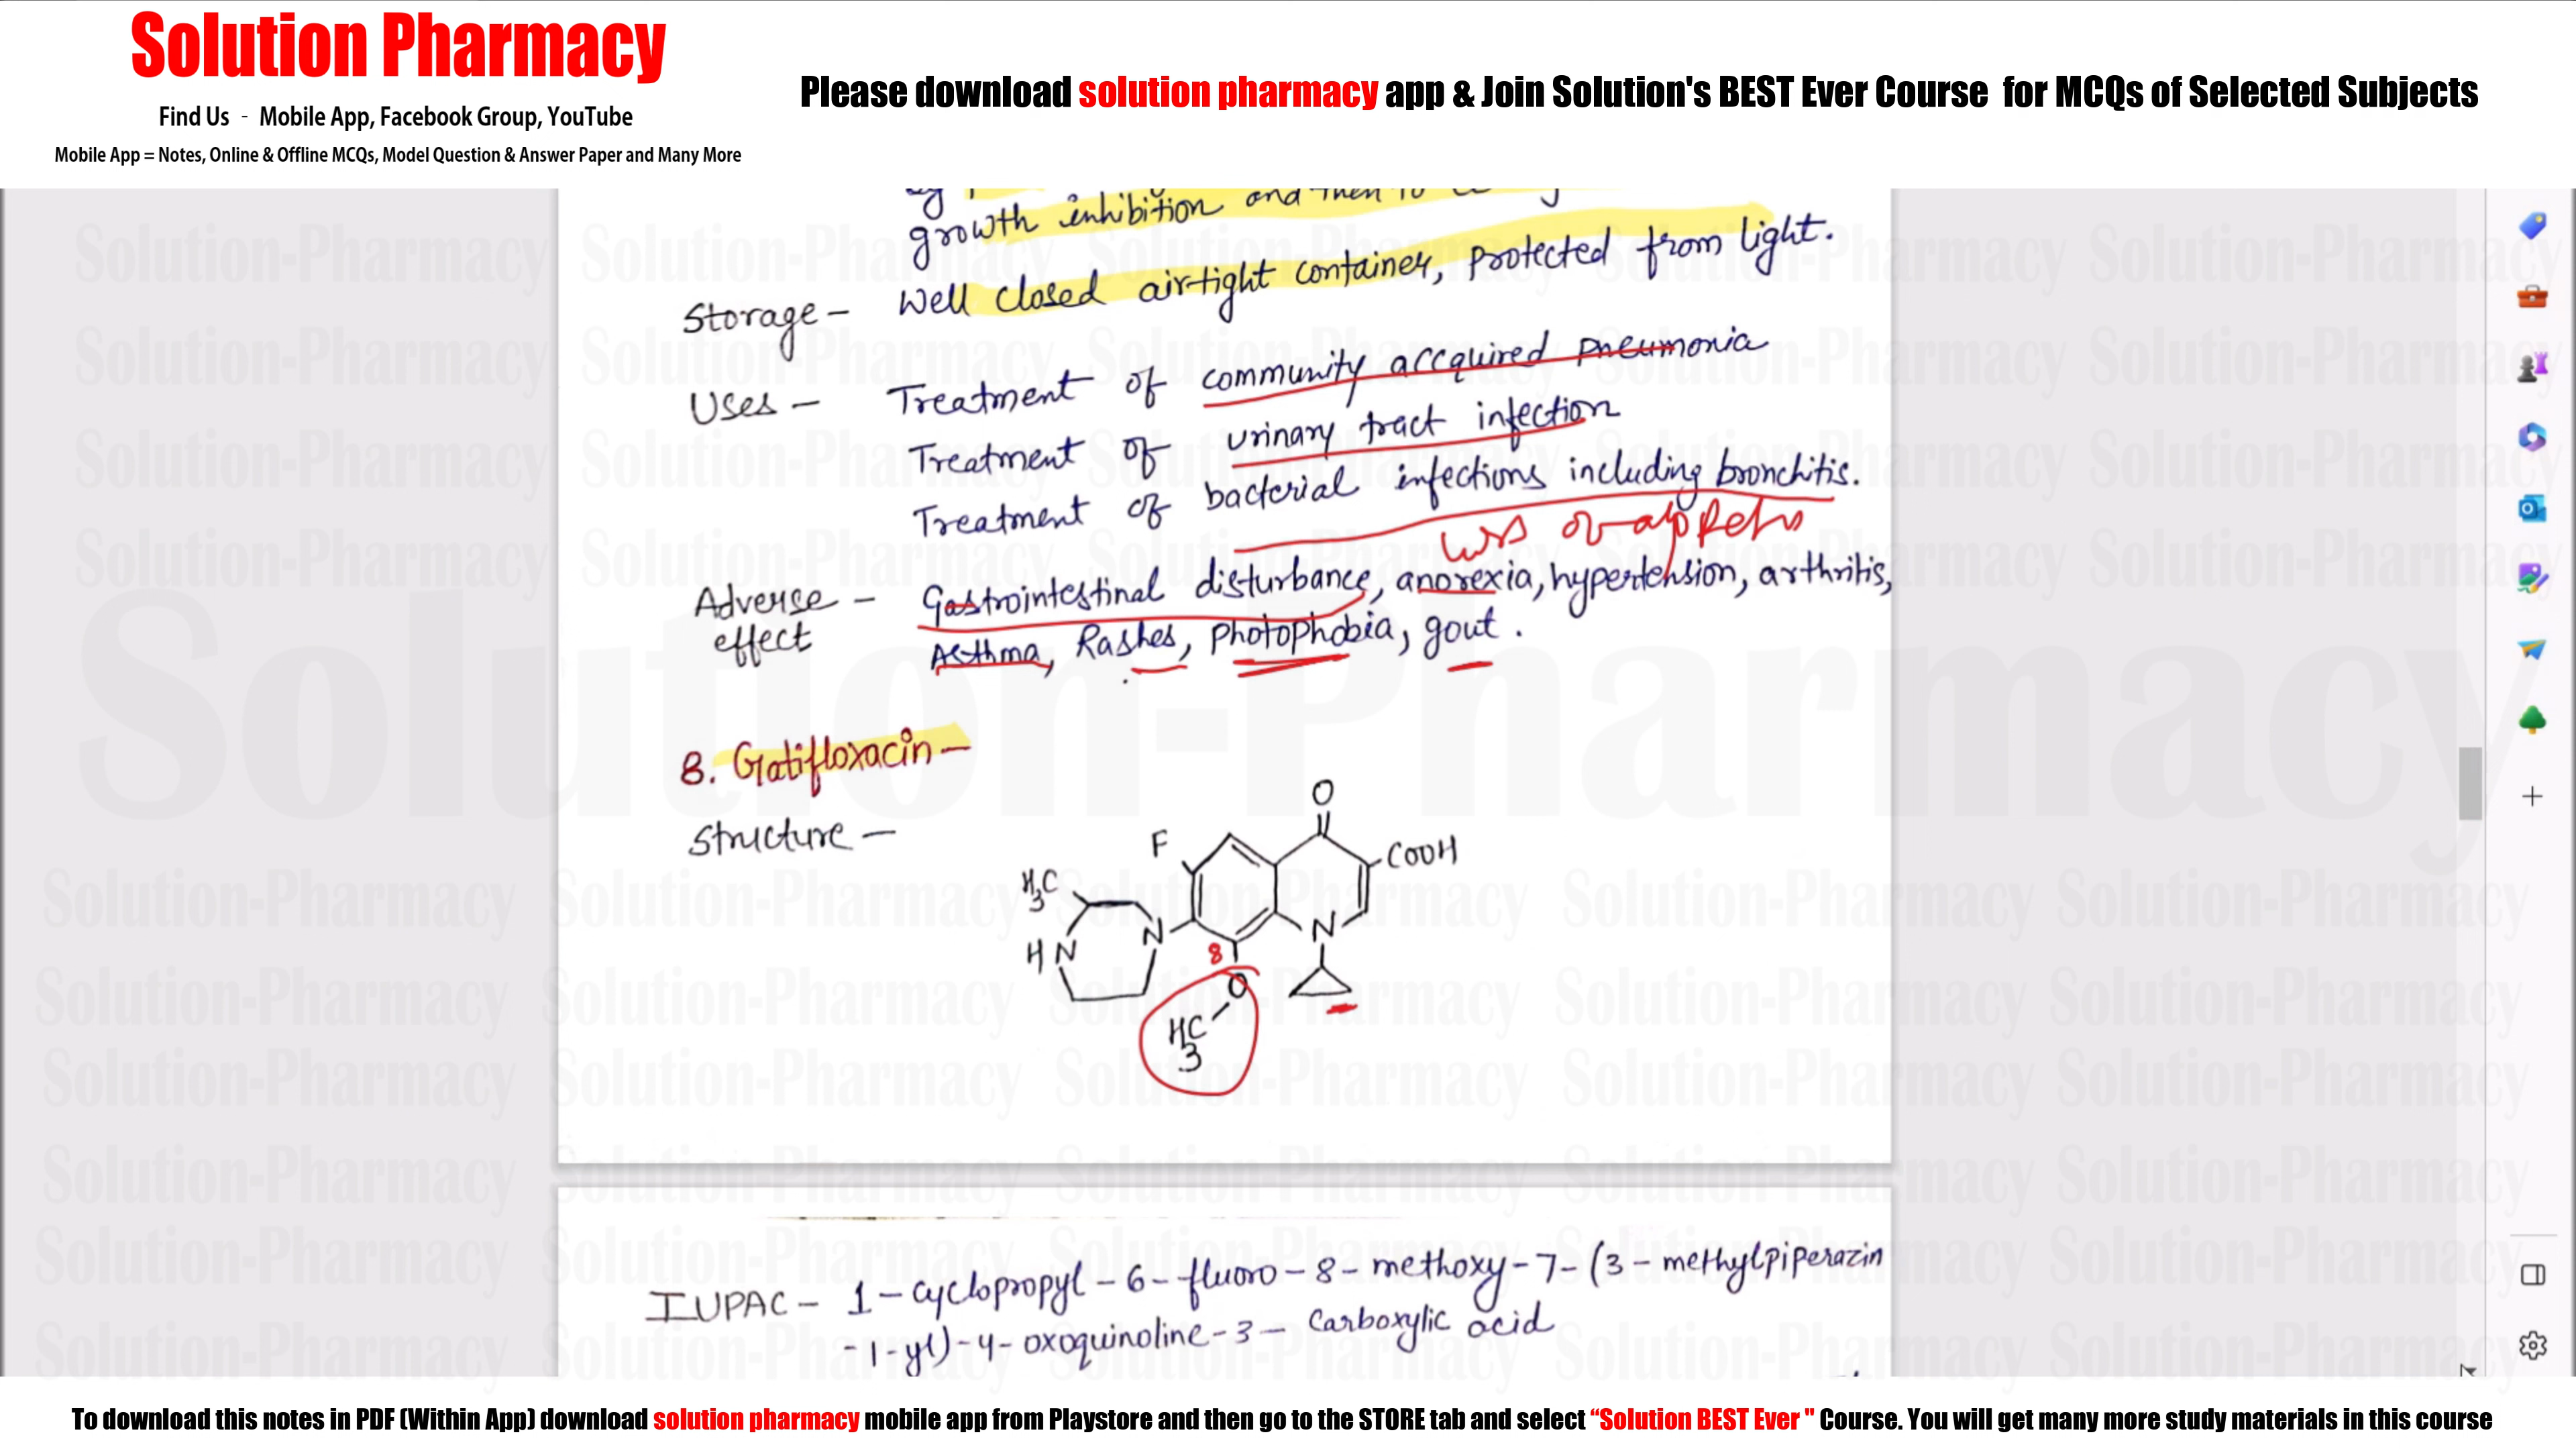 Solution Pharmacy
Find Us - Mobile App, Facebook Group, YouTube
Mobile App = Notes, Online & Offline MCQs, Model Question & Answer Paper and Many More
Please download solution pharmacy app & Join Solution's BEST Ever Course for MCQs of Selected Subjects
growth inhibition and then to
Storage - Well closed airtight container, protected from light.
Uses - Treatment of community accquired pneumonia
Treatment of urinary tract infection
Treatment of bacterial infections including bronchitis.
Adverse effect - Gastrointestinal disturbance, anorexia, hypertension, arthritis,
Asthma, Rashes, Photophobia, gout.
8. Gatifloxacin -
Structure -
O
F
COOH
H3C
N
N
HN
8
O
H3C
IUPAC - 1-cyclopropyl-6-fluoro-8-methoxy-7-(3-methylpiperazin
-1-yl)-4-oxoquinoline-3-Carboxylic acid
Solution-Pharmacy
To download this notes in PDF (Within App) download solution pharmacy mobile app from Playstore and then go to the STORE tab and select “Solution BEST Ever " Course. You will get many more study materials in this course